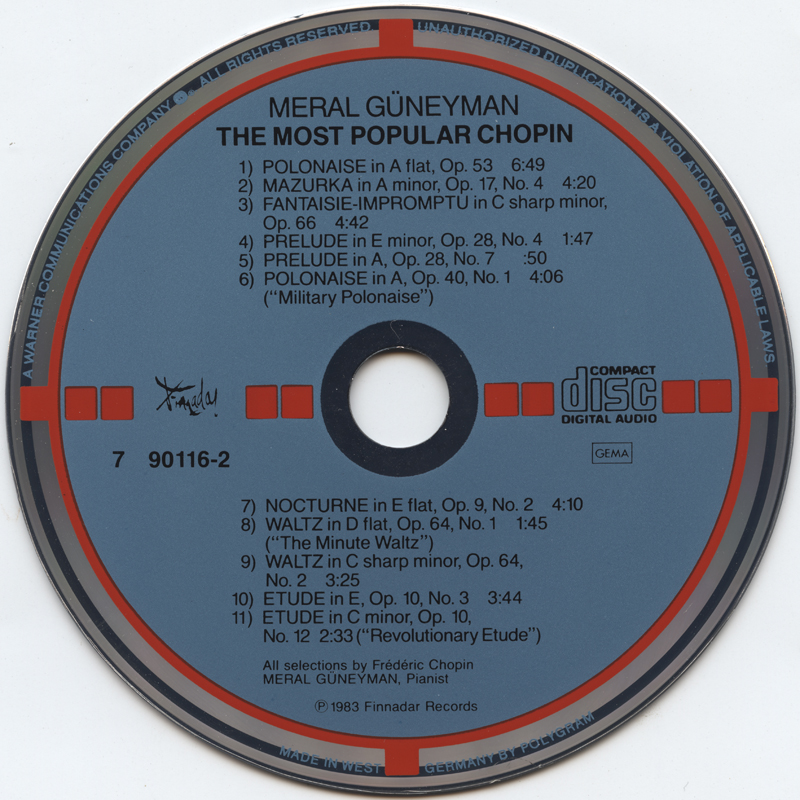 A WARNER COMMUNICATIONS COMPANY ℗ ALL RIGHTS RESERVED.
UNAUTHORIZED DUPLICATION IS A VIOLATION OF APPLICABLE LAWS
MERAL GÜNEYMAN
THE MOST POPULAR CHOPIN
1) POLONAISE in A flat, Op. 53 6:49
2) MAZURKA in A minor, Op. 17, No. 4 4:20
3) FANTAISIE-IMPROMPTU in C sharp minor,
Op. 66 4:42
4) PRELUDE in E minor, Op. 28, No. 4 1:47
5) PRELUDE in A, Op. 28, No. 7 :50
6) POLONAISE in A, Op. 40, No. 1 4:06
("Military Polonaise")
Finnadar
COMPACT
disc
DIGITAL AUDIO
7 90116-2
GEMA
7) NOCTURNE in E flat, Op. 9, No. 2 4:10
8) WALTZ in D flat, Op. 64, No. 1 1:45
("The Minute Waltz")
9) WALTZ in C sharp minor, Op. 64,
No. 2 3:25
10) ETUDE in E, Op. 10, No. 3 3:44
11) ETUDE in C minor, Op. 10,
No. 12 2:33 ("Revolutionary Etude")
All selections by Frédéric Chopin
MERAL GÜNEYMAN, Pianist
℗ 1983 Finnadar Records
MADE IN WEST GERMANY BY POLYGRAM